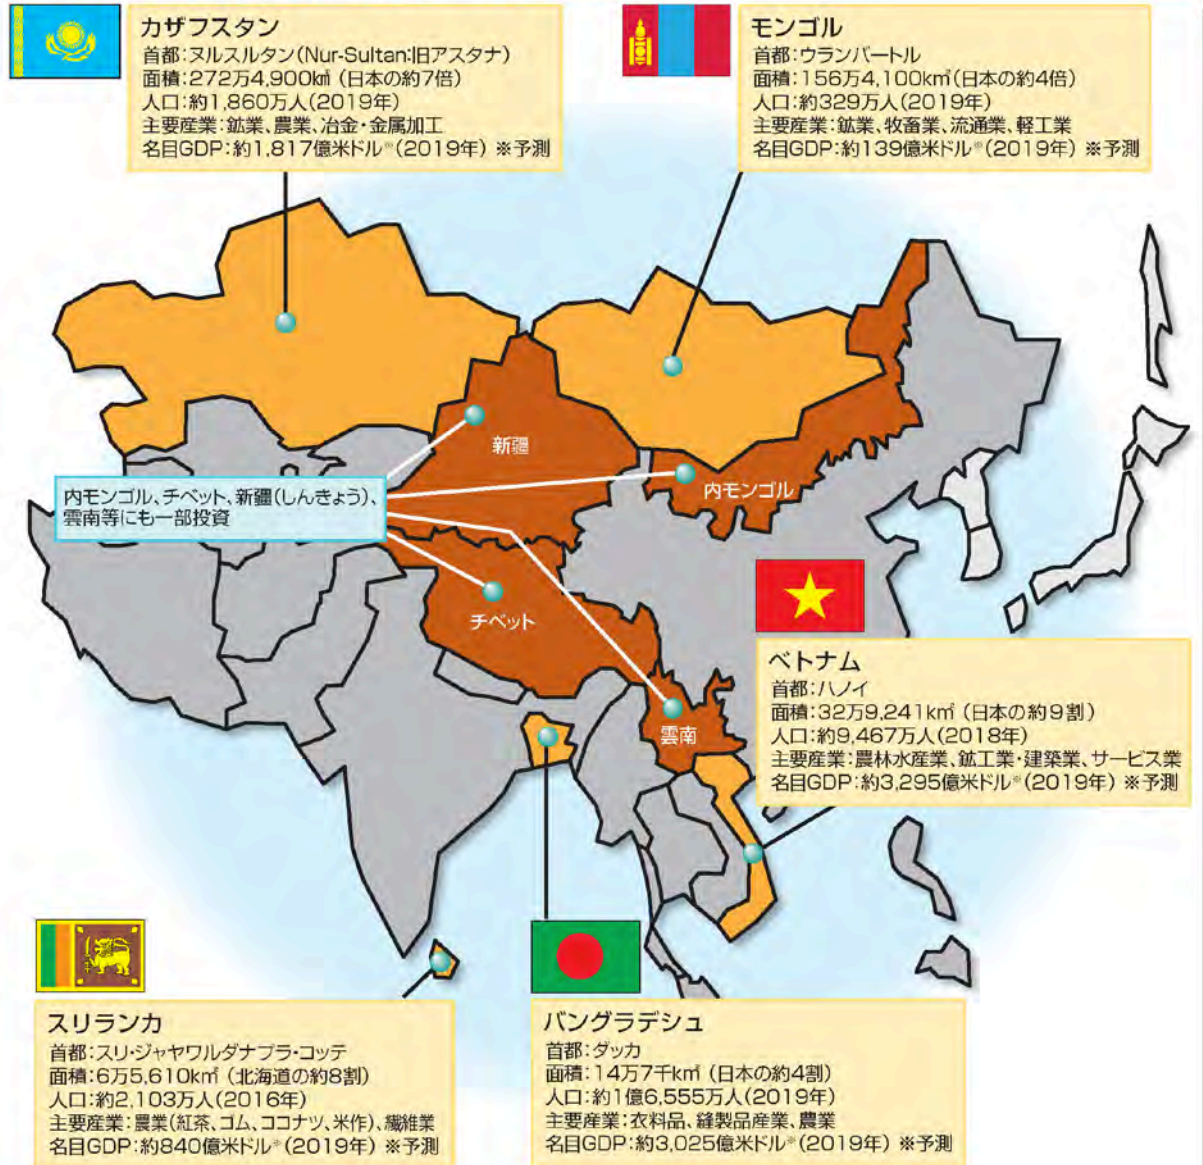 カザフスタン
首都：ヌルスルタン（Nur-Sultan:旧アスタナ）
面積：272万4,900k㎡（日本の約7倍）
人口：約1,860万人（2019年）
主要産業：鉱業、農業、冶金・金属加工
名目GDP：約1,817億米ドル※（2019年）※予測
モンゴル
首都：ウランバートル
面積：156万4,100k㎡（日本の約4倍）
人口：約329万人（2019年）
主要産業：鉱業、牧畜業、流通業、軽工業
名目GDP：約139億米ドル※（2019年）※予測
新疆
内モンゴル
内モンゴル、チベット、新疆（しんきょう）、
雲南等にも一部投資
チベット
雲南
ベトナム
首都：ハノイ
面積：32万9,241k㎡（日本の約９割）
人口：約9,467万人（2018年）
主要産業：農林水産業、鉱工業・建築業、サービス業
名目GDP：約3,295億米ドル※（2019年）※予測
スリランカ
首都：スリ・ジャヤワルダナプラ・コッテ
面積：6万5,610k㎡（北海道の約8割）
人口：約2,103万人（2016年）
主要産業：農業（紅茶、ゴム、ココナツ、米作）、繊維業
名目GDP：約840億米ドル※（2019年）※予測
バングラデシュ
首都：ダッカ
面積：14万7千k㎡（日本の約4割）
人口：約1億6,555万人（2019年）
主要産業：衣料品、縫製品産業、農業
名目GDP：約3,025億米ドル※（2019年）※予測